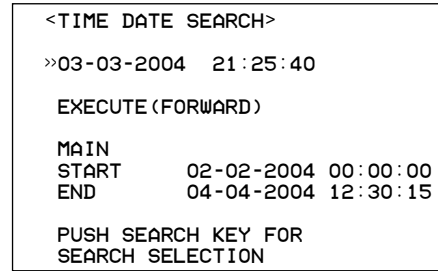 <TIME DATE SEARCH>
»03-03-2004 21:25:40
EXECUTE(FORWARD)
MAIN
START 02-02-2004 00:00:00
END 04-04-2004 12:30:15
PUSH SEARCH KEY FOR
SEARCH SELECTION